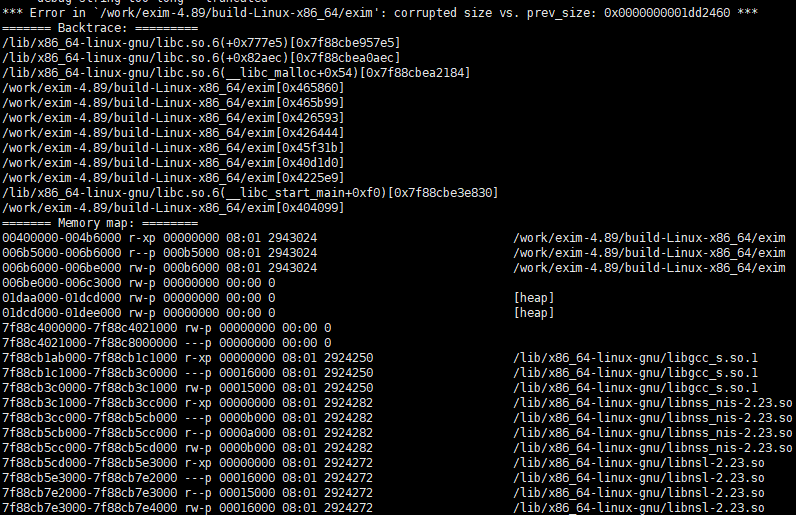 debug string too long - truncated
*** Error in `/work/exim-4.89/build-Linux-x86_64/exim': corrupted size vs. prev_size: 0x0000000001dd2460 ***
======= Backtrace: =========
/lib/x86_64-linux-gnu/libc.so.6(+0x777e5)[0x7f88cbe957e5]
/lib/x86_64-linux-gnu/libc.so.6(+0x82aec)[0x7f88cbea0aec]
/lib/x86_64-linux-gnu/libc.so.6(__libc_malloc+0x54)[0x7f88cbea2184]
/work/exim-4.89/build-Linux-x86_64/exim[0x465860]
/work/exim-4.89/build-Linux-x86_64/exim[0x465b99]
/work/exim-4.89/build-Linux-x86_64/exim[0x426593]
/work/exim-4.89/build-Linux-x86_64/exim[0x426444]
/work/exim-4.89/build-Linux-x86_64/exim[0x45f31b]
/work/exim-4.89/build-Linux-x86_64/exim[0x40d1d0]
/work/exim-4.89/build-Linux-x86_64/exim[0x4225e9]
/lib/x86_64-linux-gnu/libc.so.6(__libc_start_main+0xf0)[0x7f88cbe3e830]
/work/exim-4.89/build-Linux-x86_64/exim[0x404099]
======= Memory map: ========
00400000-004b6000 r-xp 00000000 08:01 2943024 /work/exim-4.89/build-Linux-x86_64/exim
006b5000-006b6000 r--p 000b5000 08:01 2943024 /work/exim-4.89/build-Linux-x86_64/exim
006b6000-006be000 rw-p 000b6000 08:01 2943024 /work/exim-4.89/build-Linux-x86_64/exim
006be000-006c3000 rw-p 00000000 00:00 0
01daa000-01dcd000 rw-p 00000000 00:00 0 [heap]
01dcd000-01dee000 rw-p 00000000 00:00 0 [heap]
7f88c4000000-7f88c4021000 rw-p 00000000 00:00 0
7f88c4021000-7f88c8000000 ---p 00000000 00:00 0
7f88cb1ab000-7f88cb1c1000 r-xp 00000000 08:01 2924250 /lib/x86_64-linux-gnu/libgcc_s.so.1
7f88cb1c1000-7f88cb3c0000 ---p 00016000 08:01 2924250 /lib/x86_64-linux-gnu/libgcc_s.so.1
7f88cb3c0000-7f88cb3c1000 rw-p 00015000 08:01 2924250 /lib/x86_64-linux-gnu/libgcc_s.so.1
7f88cb3c1000-7f88cb3cc000 r-xp 00000000 08:01 2924282 /lib/x86_64-linux-gnu/libnss_nis-2.23.so
7f88cb3cc000-7f88cb5cb000 ---p 0000b000 08:01 2924282 /lib/x86_64-linux-gnu/libnss_nis-2.23.so
7f88cb5cb000-7f88cb5cc000 r--p 0000a000 08:01 2924282 /lib/x86_64-linux-gnu/libnss_nis-2.23.so
7f88cb5cc000-7f88cb5cd000 rw-p 0000b000 08:01 2924282 /lib/x86_64-linux-gnu/libnss_nis-2.23.so
7f88cb5cd000-7f88cb5e3000 r-xp 00000000 08:01 2924272 /lib/x86_64-linux-gnu/libnsl-2.23.so
7f88cb5e3000-7f88cb7e2000 ---p 00016000 08:01 2924272 /lib/x86_64-linux-gnu/libnsl-2.23.so
7f88cb7e2000-7f88cb7e3000 r--p 00015000 08:01 2924272 /lib/x86_64-linux-gnu/libnsl-2.23.so
7f88cb7e3000-7f88cb7e4000 rw-p 00016000 08:01 2924272 /lib/x86_64-linux-gnu/libnsl-2.23.so